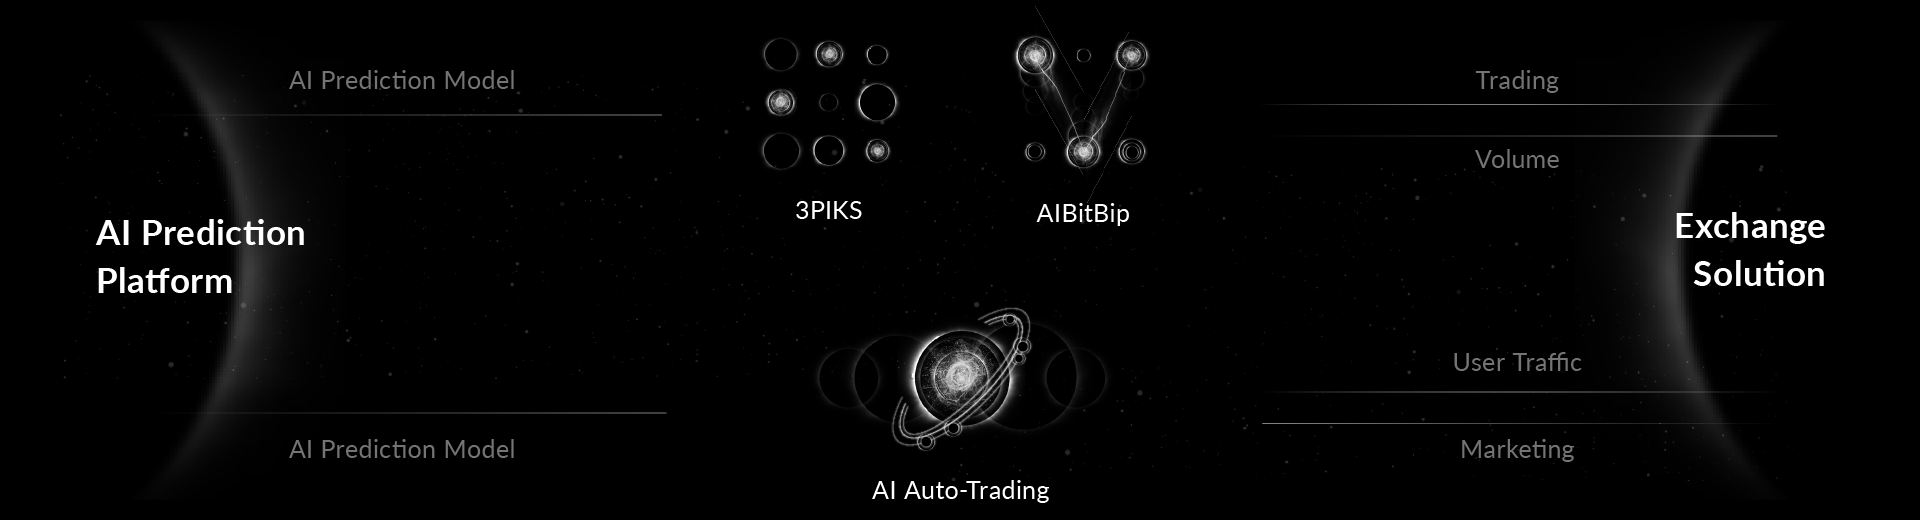 AI Prediction Model
AI Prediction
Platform
AI Prediction Model
3PIKS
AIBitBip
AI Auto-Trading
Trading
Volume
Exchange
Solution
User Traffic
Marketing